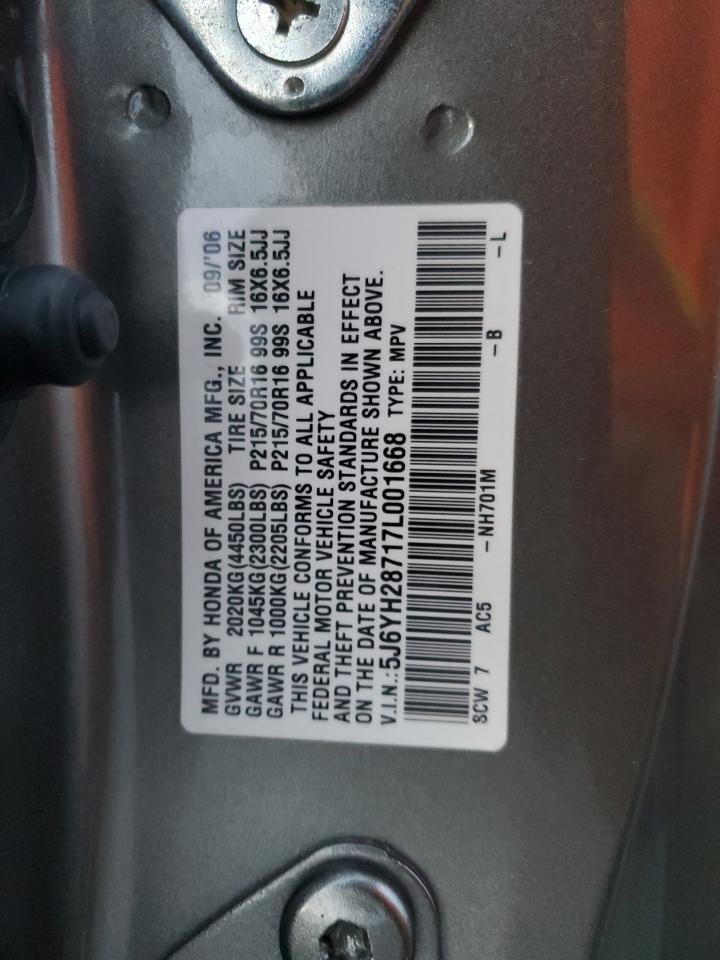 MFD. BY HONDA OF AMERICA MFG., INC. 09/'06
GVWR 2020KG(4450LBS) TIRE SIZE RIM SIZE
GAWR F 1045KG(2300LBS) P215/70R16 99S 16X6.5JJ
GAWR R 1000KG(2205LBS) P215/70R16 99S 16X6.5JJ
THIS VEHICLE CONFORMS TO ALL APPLICABLE
FEDERAL MOTOR VEHICLE SAFETY
AND THEFT PREVENTION STANDARDS IN EFFECT
ON THE DATE OF MANUFACTURE SHOWN ABOVE.
V.I.N.:5J6YH28717L001668 TYPE: MPV
SCW 7 AC5 -NH701M -B -L